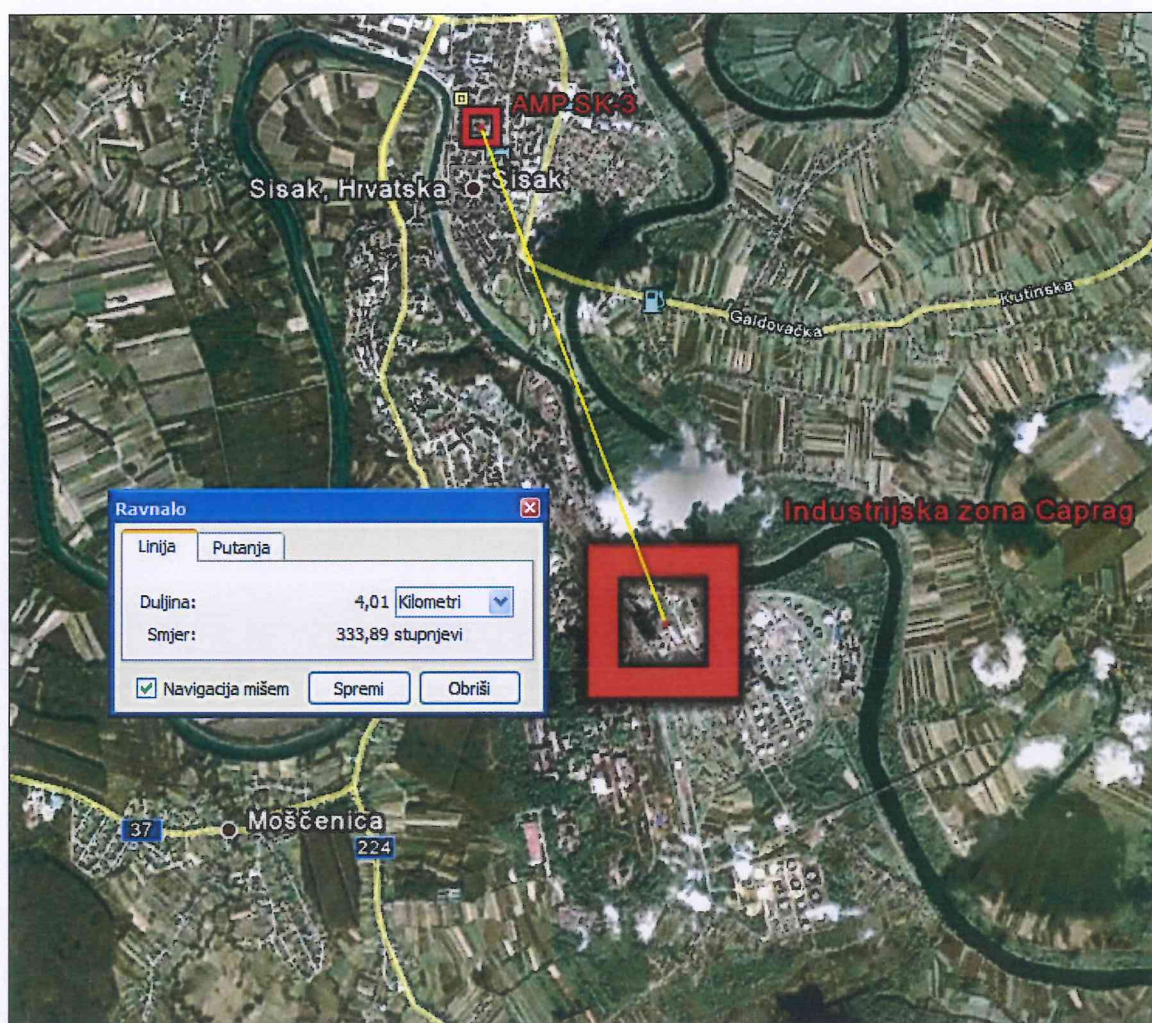 AMP SK-3
Sisak, Hrvatska
Sisak
Galdovačka
Kutinska
Industrijska zona Caprag
Ravnalo
Linija
Putanja
Duljina:
4,01 Kilometri
Smjer:
333,89 stupnjevi
Navigacija mišem
Spremi
Obriši
37
Moščenica
224